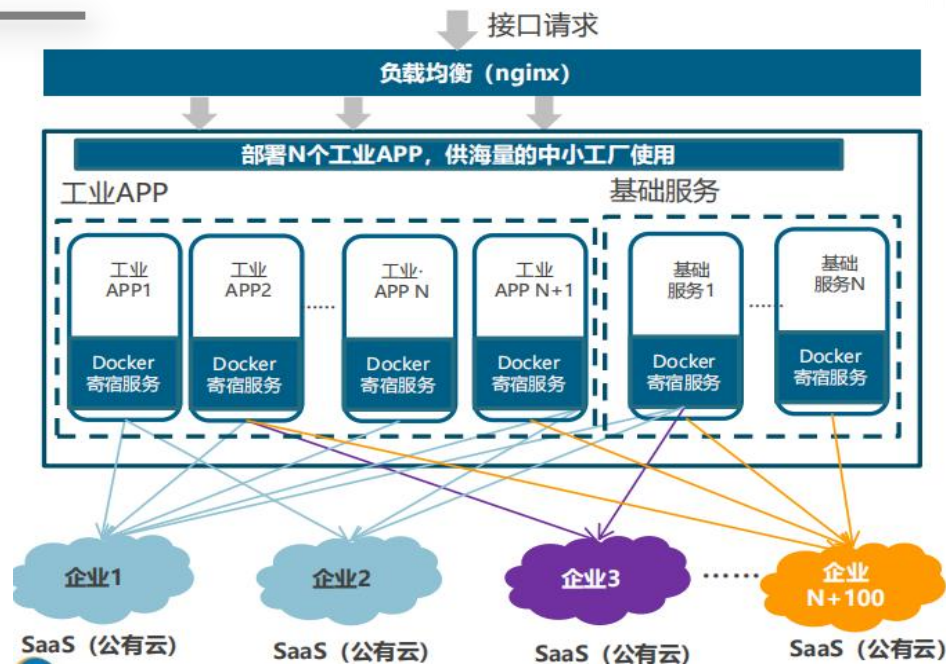 接口请求
负载均衡（nginx）
部署N个工业APP，供海量的中小工厂使用
工业APP
基础服务
工业
APP1
工业
APP2
......
工业·
APP N
工业
APP N+1
基础
服务1
......
基础
服务N
Docker
寄宿服务
Docker
寄宿服务
Docker
寄宿服务
Docker
寄宿服务
Docker
寄宿服务
Docker
寄宿服务
企业1
企业2
企业3
......
企业
N+100
SaaS（公有云）
SaaS（公有云）
SaaS（公有云）
SaaS（公有云）